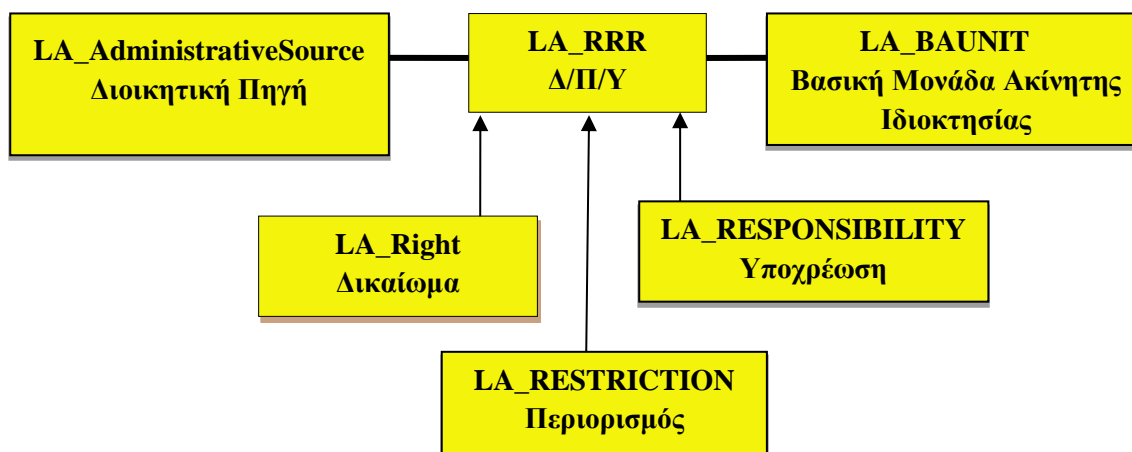 LA_AdministrativeSource
Διοικητική Πηγή
LA_RRR
Δ/Π/Υ
LA_BAUNIT
Βασική Μονάδα Ακίνητης
Ιδιοκτησίας
LA_Right
Δικαίωμα
LA_RESPONSIBILITY
Υποχρέωση
LA_RESTRICTION
Περιορισμός